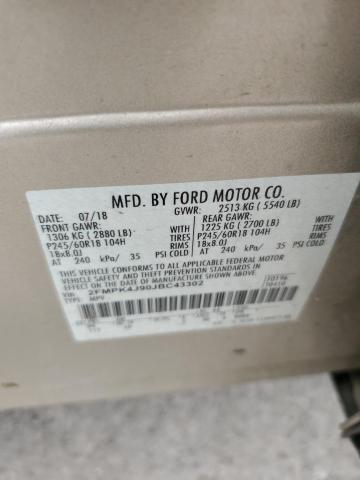 MFD. BY FORD MOTOR CO.
DATE: 07/18 GVWR: 2513 KG ( 5540 LB)
FRONT GAWR: REAR GAWR:
1306 KG ( 2880 LB) 1225 KG ( 2700 LB)
P245/60R18 104H TIRES P245/60R18 104H TIRES
18x8.0J RIMS 18x8.0J RIMS
AT 240 kPa/ 35 PSI COLD AT 240 kPa/ 35 PSI COLD
THIS VEHICLE CONFORMS TO ALL APPLICABLE FEDERAL MOTOR
VEHICLE SAFETY AND THEFT PREVENTION STANDARDS IN
EFFECT ON THE DATE OF MANUFACTURE SHOWN ABOVE.
VIN: 2FMPK4J90JBC43302
TYPE: MPV